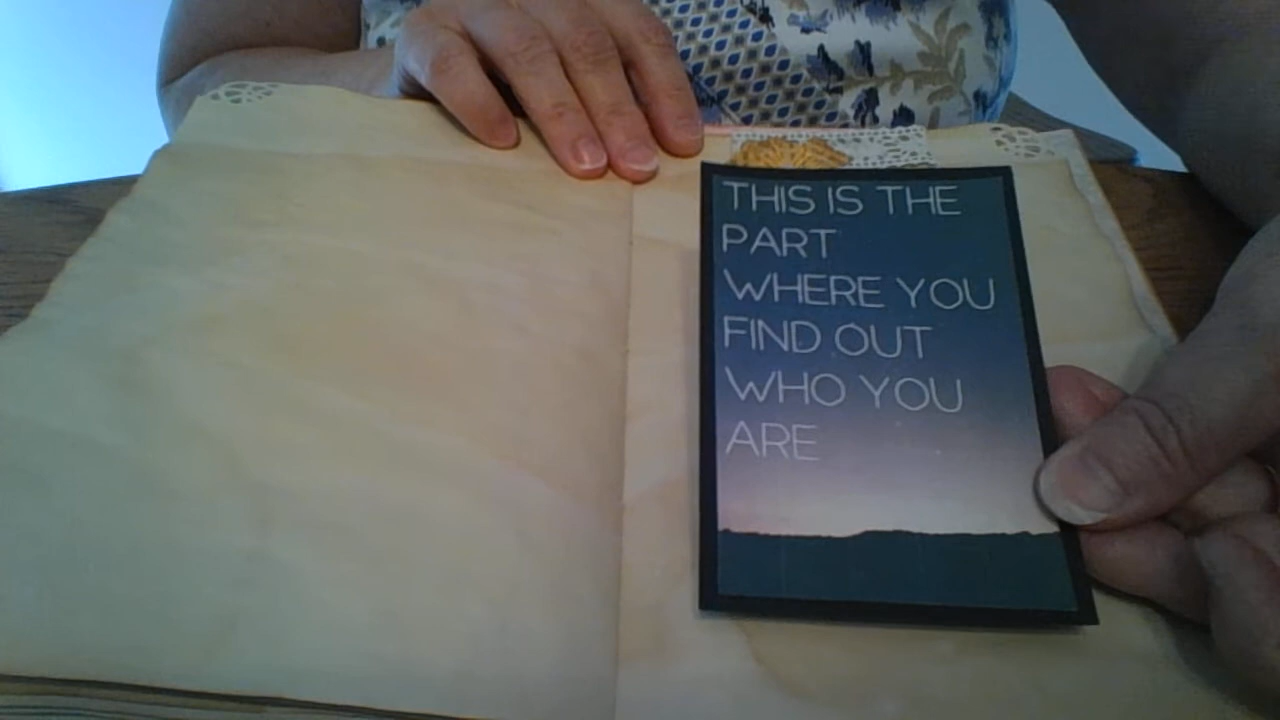 THIS IS THE
PART
WHERE YOU
FIND OUT
WHO YOU
ARE